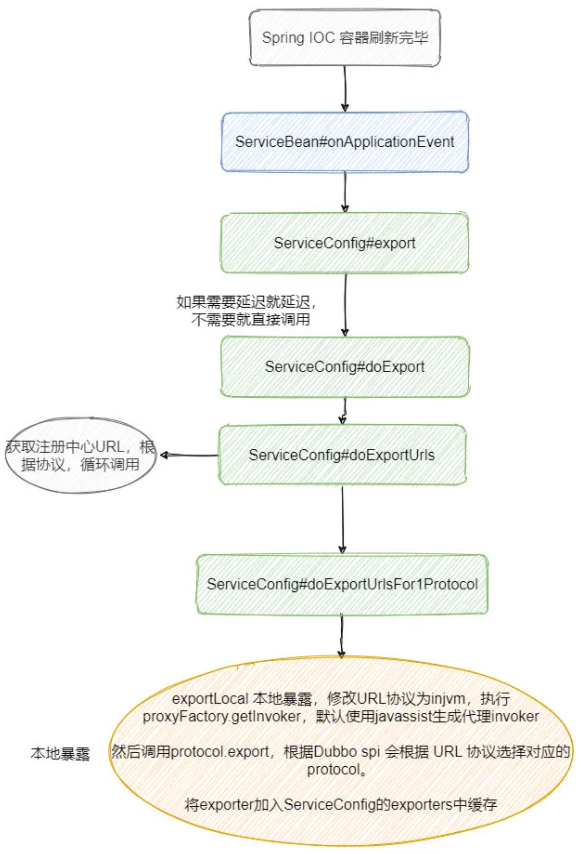 Spring IOC 容器刷新完毕
ServiceBean#onApplicationEvent
ServiceConfig#export
如果需要延迟就延迟，
不需要就直接调用
ServiceConfig#doExport
获取注册中心URL，根
据协议，循环调用
ServiceConfig#doExportUrls
ServiceConfig#doExportUrlsFor1Protocol
exportLocal 本地暴露，修改URL协议为injvm，执行
proxyFactory.getInvoker，默认使用javassist生成代理invoker
本地暴露
然后调用protocol.export，根据Dubbo spi 会根据 URL 协议选择对应的
protocol。
将exporter加入ServiceConfig的exporters中缓存